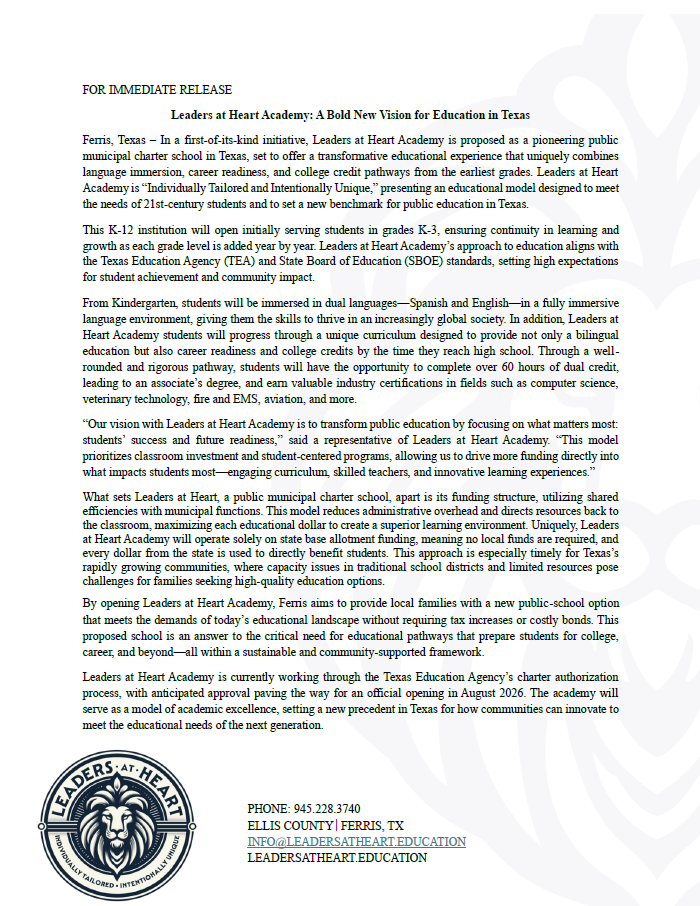 FOR IMMEDIATE RELEASE
Leaders at Heart Academy: A Bold New Vision for Education in Texas
Ferris, Texas – In a first-of-its-kind initiative, Leaders at Heart Academy is proposed as a pioneering public
municipal charter school in Texas, set to offer a transformative educational experience that uniquely combines
language immersion, career readiness, and college credit pathways from the earliest grades. Leaders at Heart
Academy is “Individually Tailored and Intentionally Unique,” presenting an educational model designed to meet
the needs of 21st-century students and to set a new benchmark for public education in Texas.
This K-12 institution will open initially serving students in grades K-3, ensuring continuity in learning and
growth as each grade level is added year by year. Leaders at Heart Academy’s approach to education aligns with
the Texas Education Agency (TEA) and State Board of Education (SBOE) standards, setting high expectations
for student achievement and community impact.
From Kindergarten, students will be immersed in dual languages—Spanish and English—in a fully immersive
language environment, giving them the skills to thrive in an increasingly global society. In addition, Leaders at
Heart Academy students will progress through a unique curriculum designed to provide not only a bilingual
education but also career readiness and college credits by the time they reach high school. Through a well-
rounded and rigorous pathway, students will have the opportunity to complete over 60 hours of dual credit,
leading to an associate’s degree, and earn valuable industry certifications in fields such as computer science,
veterinary technology, fire and EMS, aviation, and more.
“Our vision with Leaders at Heart Academy is to transform public education by focusing on what matters most:
students’ success and future readiness,” said a representative of Leaders at Heart Academy. “This model
prioritizes classroom investment and student-centered programs, allowing us to drive more funding directly into
what impacts students most—engaging curriculum, skilled teachers, and innovative learning experiences.”
What sets Leaders at Heart, a public municipal charter school, apart is its funding structure, utilizing shared
efficiencies with municipal functions. This model reduces administrative overhead and directs resources back to
the classroom, maximizing each educational dollar to create a superior learning environment. Uniquely, Leaders
at Heart Academy will operate solely on state base allotment funding, meaning no local funds are required, and
every dollar from the state is used to directly benefit students. This approach is especially timely for Texas’s
rapidly growing communities, where capacity issues in traditional school districts and limited resources pose
challenges for families seeking high-quality education options.
By opening Leaders at Heart Academy, Ferris aims to provide local families with a new public-school option
that meets the demands of today’s educational landscape without requiring tax increases or costly bonds. This
proposed school is an answer to the critical need for educational pathways that prepare students for college,
career, and beyond—all within a sustainable and community-supported framework.
Leaders at Heart Academy is currently working through the Texas Education Agency’s charter authorization
process, with anticipated approval paving the way for an official opening in August 2026. The academy will
serve as a model of academic excellence, setting a new precedent in Texas for how communities can innovate to
meet the educational needs of the next generation.
LEADERS · AT · HEART
INDIVIDUALLY TAILORED • INTENTIONALLY UNIQUE
PHONE: 945.228.3740
ELLIS COUNTY| FERRIS, TX
INFO@LEADERSATHEART.EDUCATION
LEADERSATHEART.EDUCATION